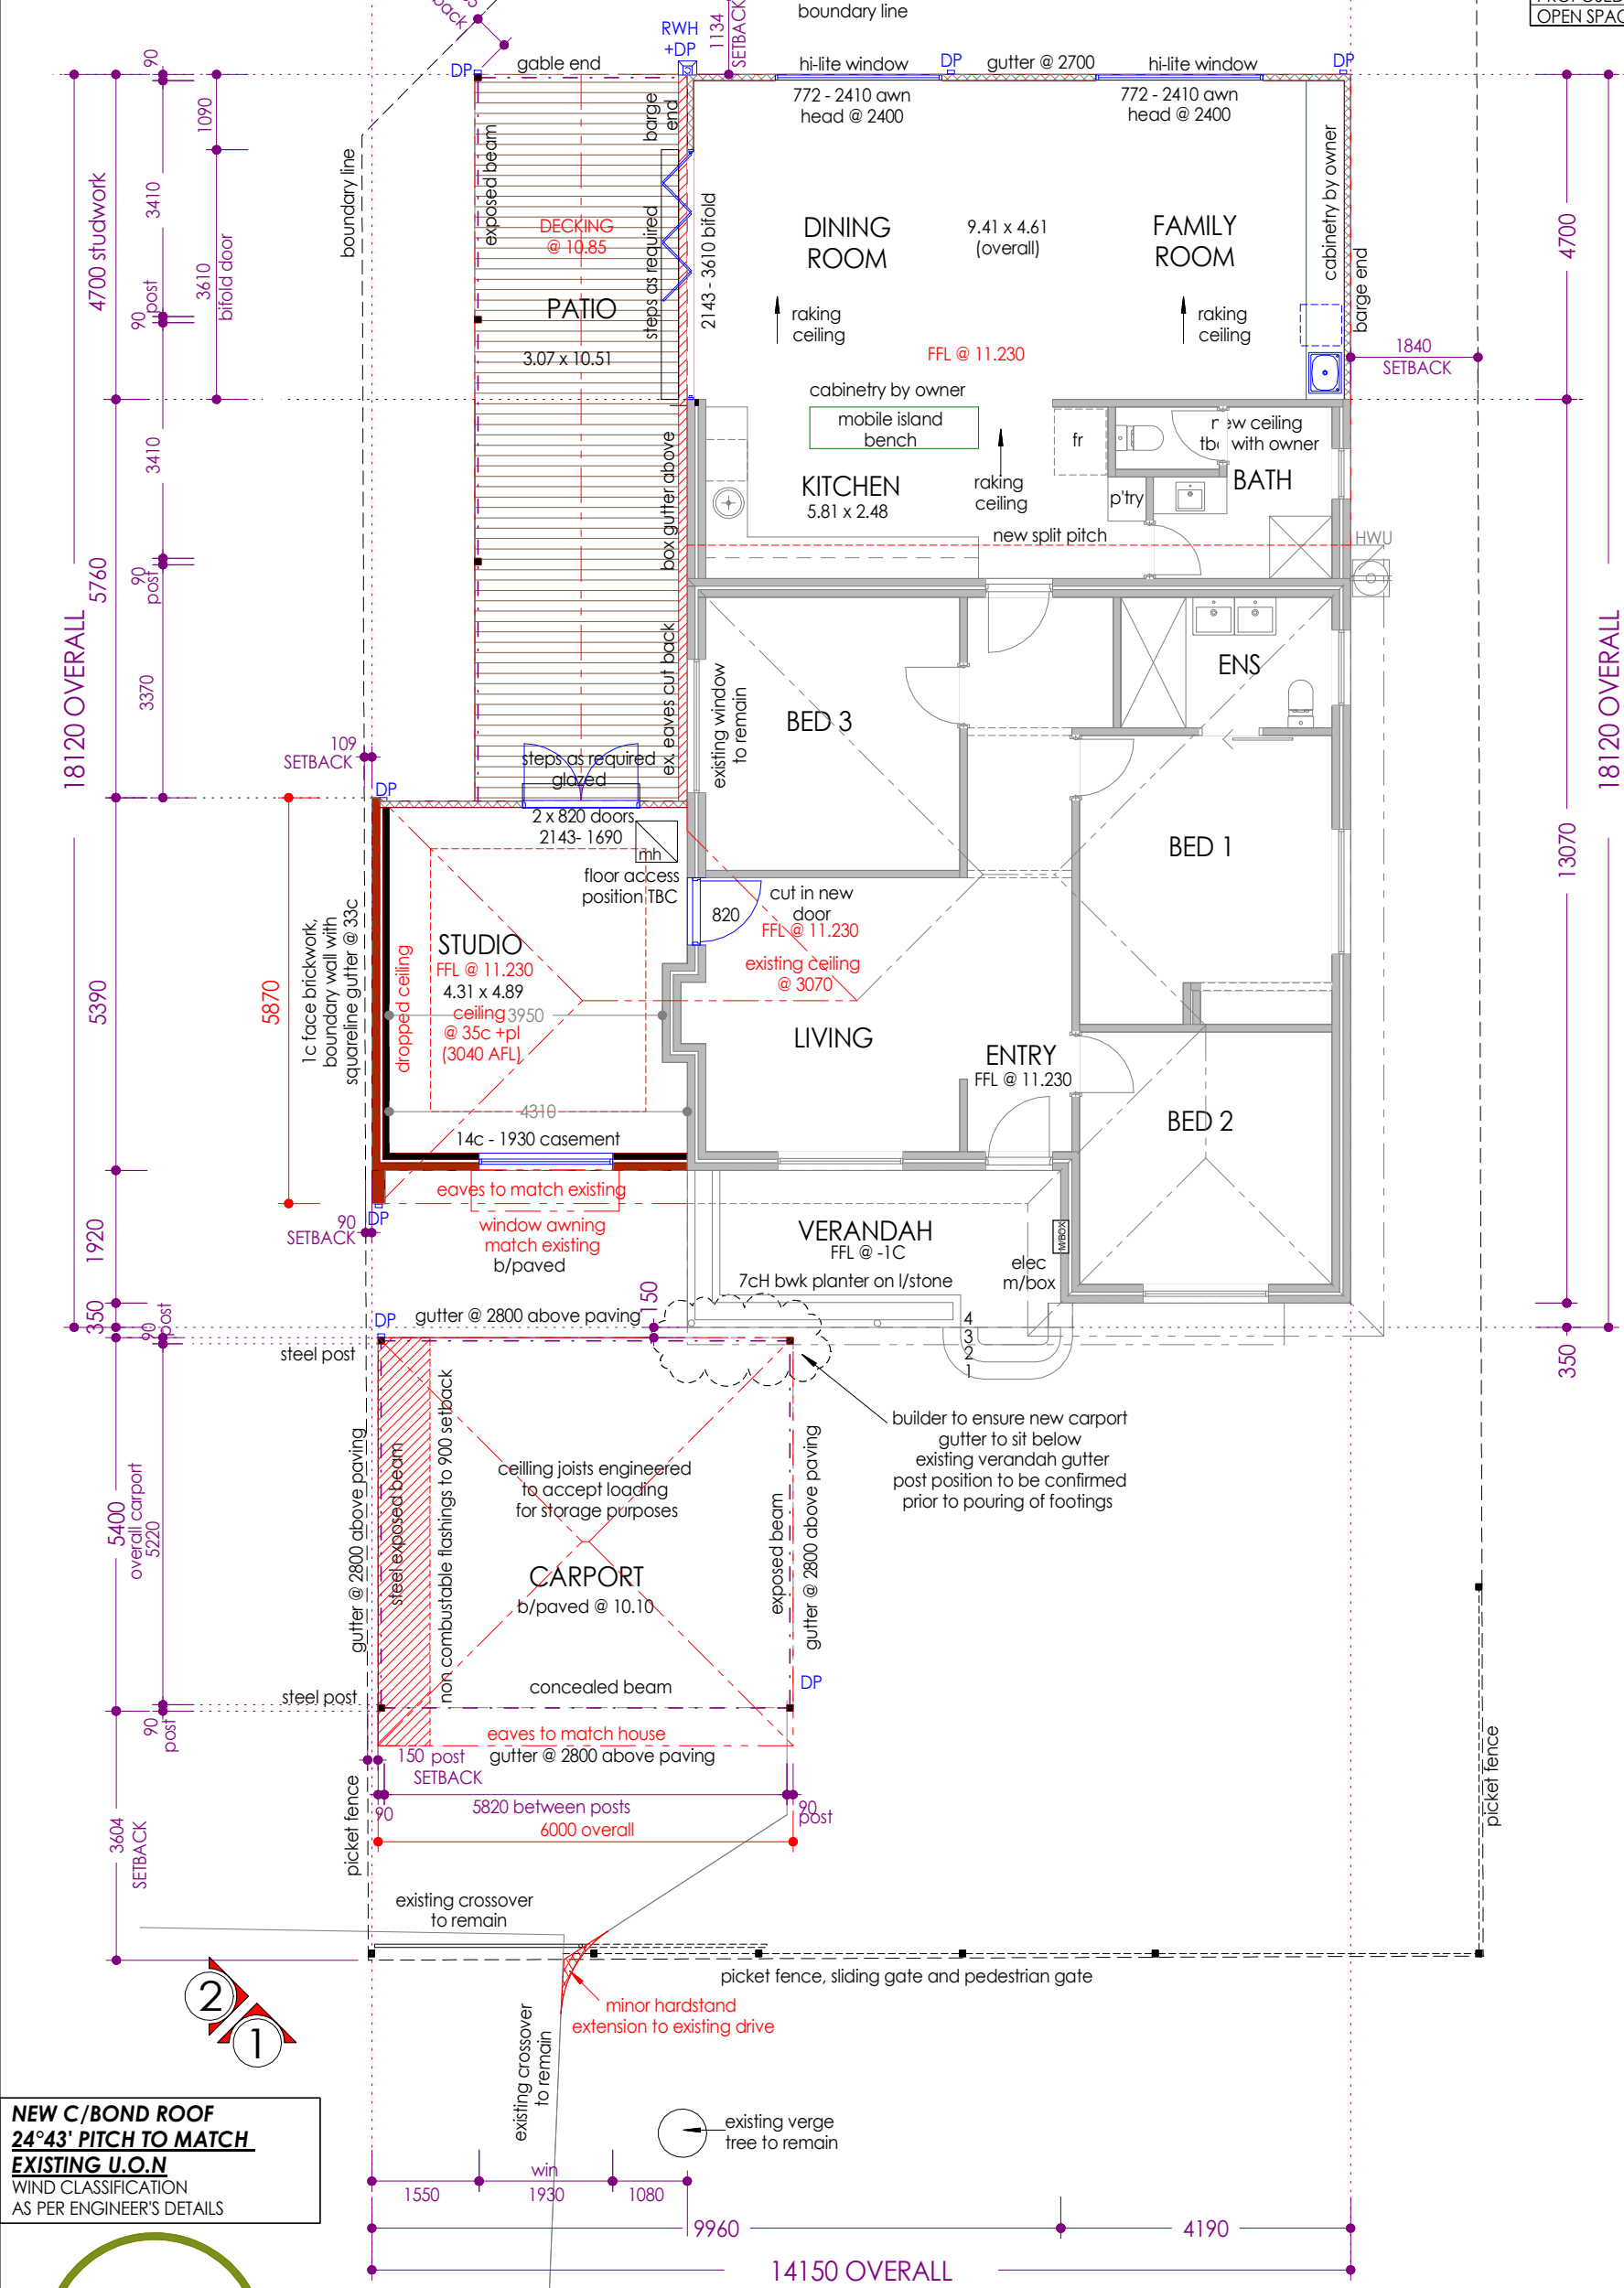 boundary line
OPEN SPAC
back
1134
SETBACK
RWH
+DP
DP
gable end
hi-lite window
DP
gutter @ 2700
hi-lite window
DP
772 - 2410 awn
head @ 2400
772 - 2410 awn
head @ 2400
90
1090
3410
4700 studwork
3610
bifold door
90
post
boundary line
exposed beam
barge
end
DECKING
@ 10.85
steps as required
2143 - 3610 bifold
PATIO
3.07 x 10.51
DINING
ROOM
9.41 x 4.61
(overall)
FAMILY
ROOM
cabinetry by owner
barge end
raking
ceiling
raking
ceiling
FFL @ 11.230
4700
1840
SETBACK
cabinetry by owner
mobile island
bench
fr
new ceiling
tbc with owner
BATH
KITCHEN
5.81 x 2.48
raking
ceiling
p'try
new split pitch
HWU
box gutter above
3410
5760
90
post
18120 OVERALL
3370
18120 OVERALL
ex. eaves cut back
existing window
to remain
BED 3
ENS
109
SETBACK
DP
steps as required
glazed
2 x 820 doors
2143- 1690
mh
floor access
position TBC
BED 1
13070
820
cut in new
door
FFL @ 11.230
existing ceiling
@ 3070
5390
5870
1c face brickwork,
boundary wall with
squareline gutter @ 33c
dropped ceiling
STUDIO
FFL @ 11.230
4.31 x 4.89
ceiling
@ 35c +pl
(3040 AFL)
3950
4310
LIVING
ENTRY
FFL @ 11.230
BED 2
14c - 1930 casement
eaves to match existing
90
SETBACK
DP
window awning
match existing
b/paved
1920
VERANDAH
FFL @ -1C
elec
m/box
M/BOX
7cH bwk planter on l/stone
350
90
post
DP
gutter @ 2800 above paving
150
4
3
2
1
350
steel post
builder to ensure new carport
gutter to sit below
existing verandah gutter
post position to be confirmed
prior to pouring of footings
gutter @ 2800 above paving
steel exposed beam
non combustable flashings to 900 setback
ceilling joists engineered
to accept loading
for storage purposes
exposed beam
gutter @ 2800 above paving
5400
overall carport
5220
CARPORT
b/paved @ 10.10
steel post
concealed beam
DP
90
post
eaves to match house
gutter @ 2800 above paving
150 post
SETBACK
90
5820 between posts
90
post
6000 overall
3604
SETBACK
picket fence
picket fence
existing crossover
to remain
picket fence, sliding gate and pedestrian gate
2
1
minor hardstand
extension to existing drive
existing crossover
to remain
existing verge
tree to remain
NEW C/BOND ROOF
24°43' PITCH TO MATCH
EXISTING U.O.N
WIND CLASSIFICATION
AS PER ENGINEER'S DETAILS
win
1550
1930
1080
9960
4190
14150 OVERALL